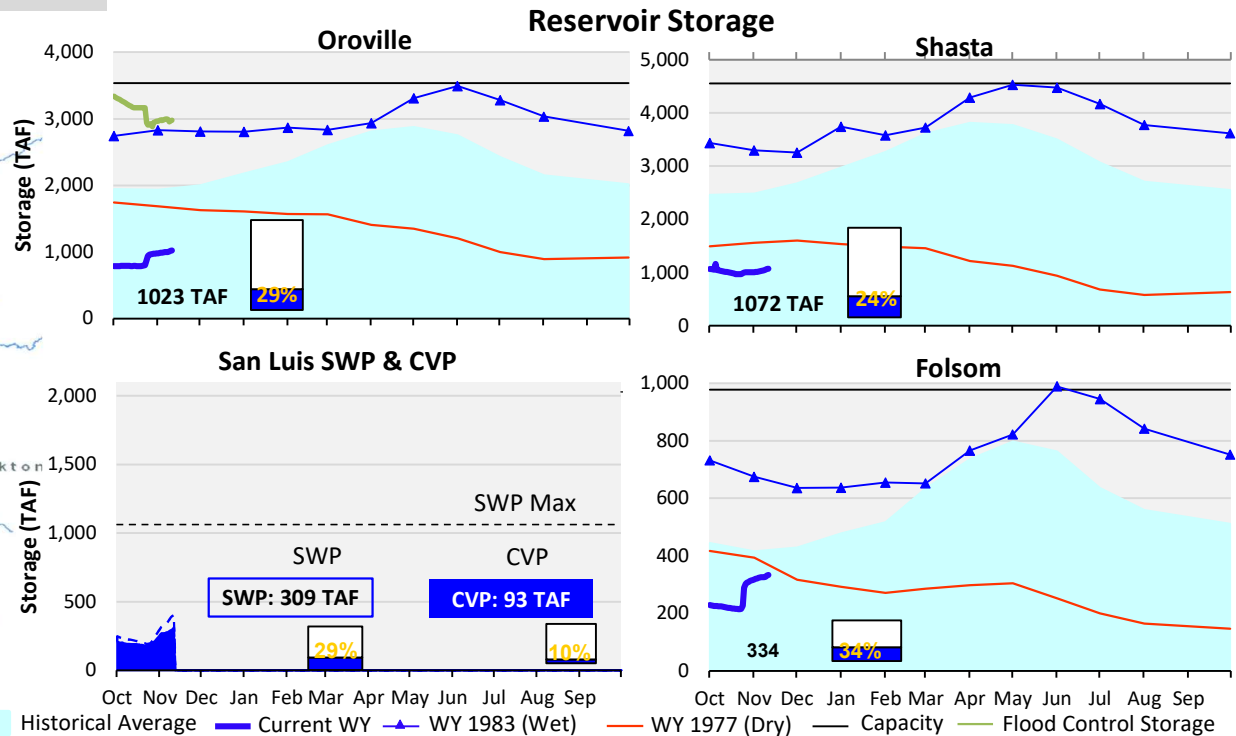 Reservoir Storage
Oroville
4,000
3,000
2,000
1,000
0
Storage (TAF)
1023 TAF
29%
Shasta
5,000
4,000
3,000
2,000
1,000
0
1072 TAF
24%
San Luis SWP & CVP
2,000
1,500
1,000
500
0
Storage (TAF)
SWP Max
SWP
CVP
SWP: 309 TAF
CVP: 93 TAF
29%
10%
Oct Nov Dec Jan Feb Mar Apr May Jun Jul Aug Sep
Folsom
1,000
800
600
400
200
0
334
34%
Oct Nov Dec Jan Feb Mar Apr May Jun Jul Aug Sep
kton
Historical Average Current WY WY 1983 (Wet) WY 1977 (Dry) Capacity Flood Control Storage